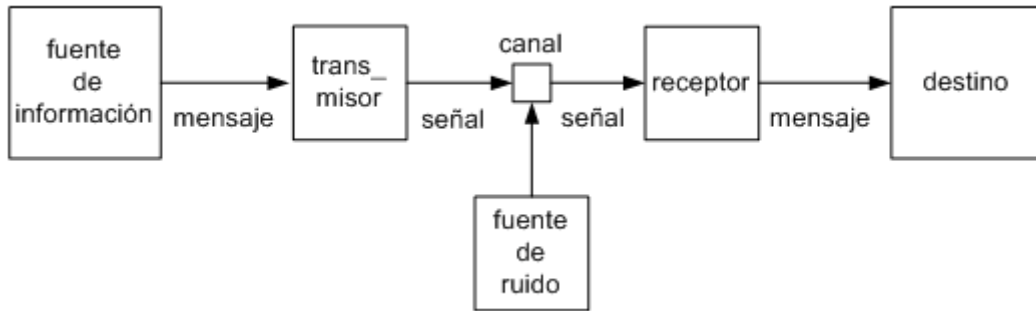 fuente
de
información
mensaje
trans_
misor
señal
canal
señal
receptor
mensaje
destino
fuente
de
ruido